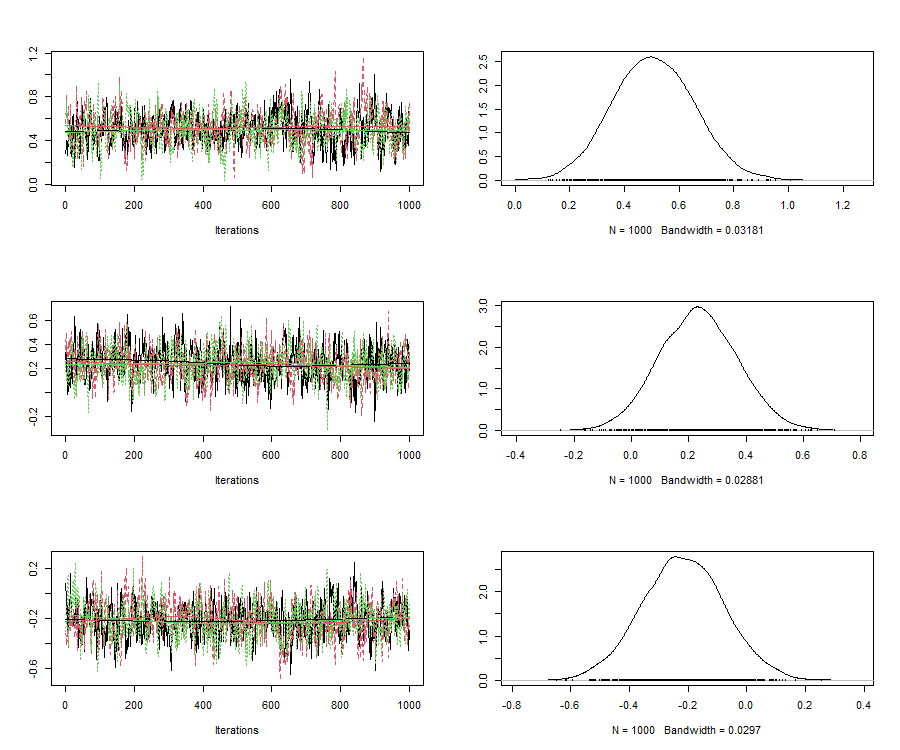 0.0 0.4 0.8 1.2
0 200 400 600 800 1000
Iterations
0.0 0.5 1.0 1.5 2.0 2.5
0.0 0.2 0.4 0.6 0.8 1.0 1.2
N = 1000 Bandwidth = 0.03181
-0.2 0.2 0.4 0.6
0 200 400 600 800 1000
Iterations
0.0 1.0 2.0 3.0
-0.4 -0.2 0.0 0.2 0.4 0.6 0.8
N = 1000 Bandwidth = 0.02881
-0.6 -0.2 0.2
0 200 400 600 800 1000
Iterations
0.0 1.0 2.0
-0.8 -0.6 -0.4 -0.2 0.0 0.2 0.4
N = 1000 Bandwidth = 0.0297